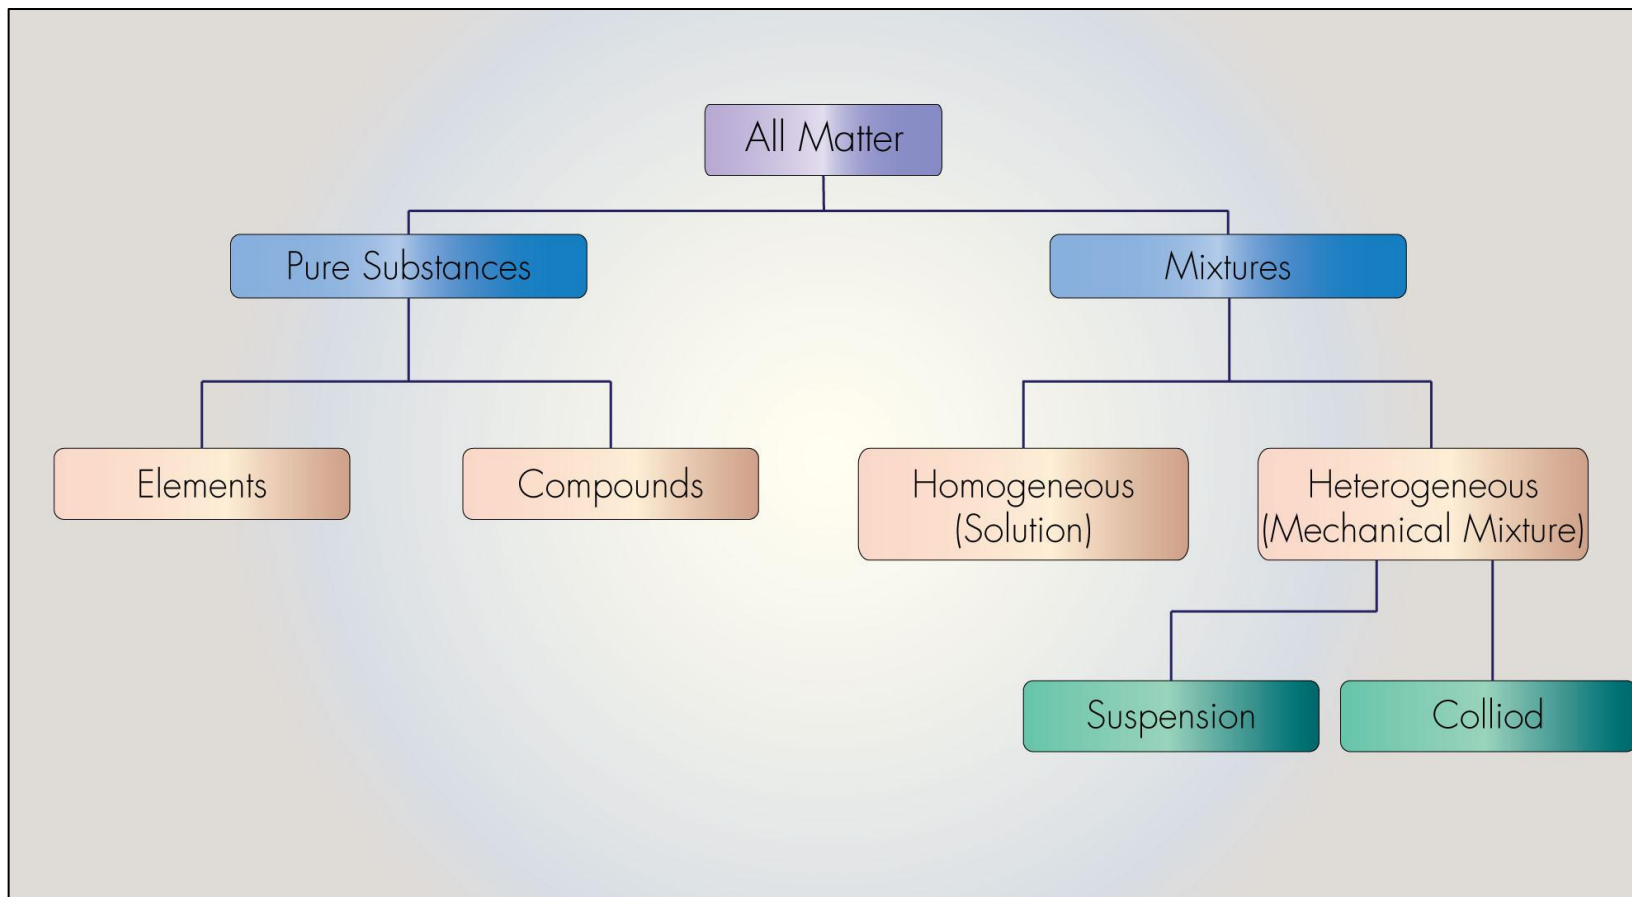 All Matter
Pure Substances
Mixtures
Elements
Compounds
Homogeneous
(Solution)
Heterogeneous
(Mechanical Mixture)
Suspension
Colliod